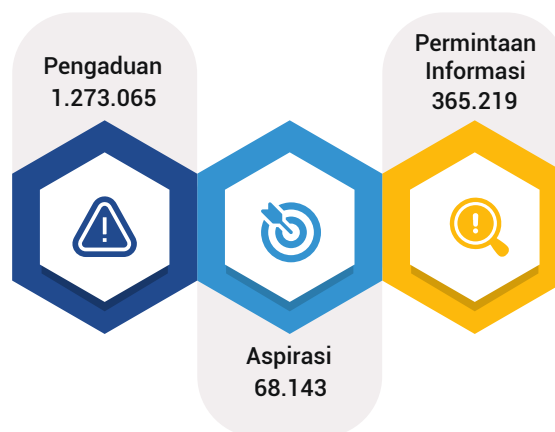 Pengaduan
1.273.065
Permintaan
Informasi
365.219
Aspirasi
68.143